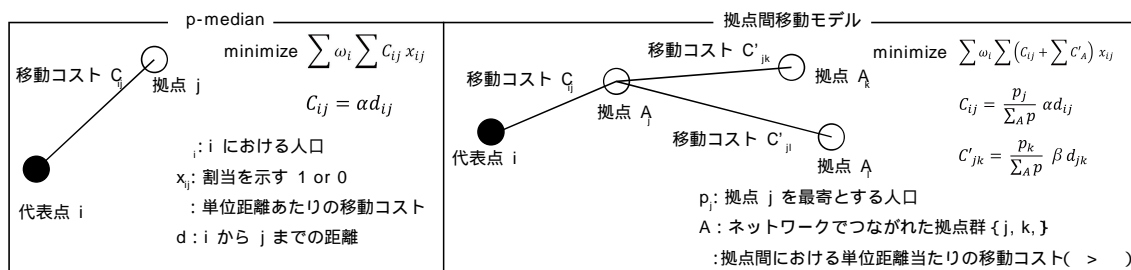 p-median
minimize ∑ ω_i ∑ C_ij x_ij
移動コスト C_ij
拠点 j
C_ij = αd_ij
代表点 i
_i: i における人口
x_ij: 割当を示す 1 or 0
: 単位距離あたりの移動コスト
d : i から j までの距離
拠点間移動モデル
minimize ∑ ω_i ∑ (C_ij + ∑ C'_A) x_ij
移動コスト C'_jk
拠点 A_k
移動コスト C_ij
拠点 A_j
C_ij = p_j / ∑_A p αd_ij
移動コスト C'_jl
C'_jk = p_k / ∑_A p β d_jk
代表点 i
拠点 A_l
p_j: 拠点 j を最寄とする人口
A : ネットワークでつながれた拠点群 { j, k, }
:拠点間における単位距離当たりの移動コスト( > )